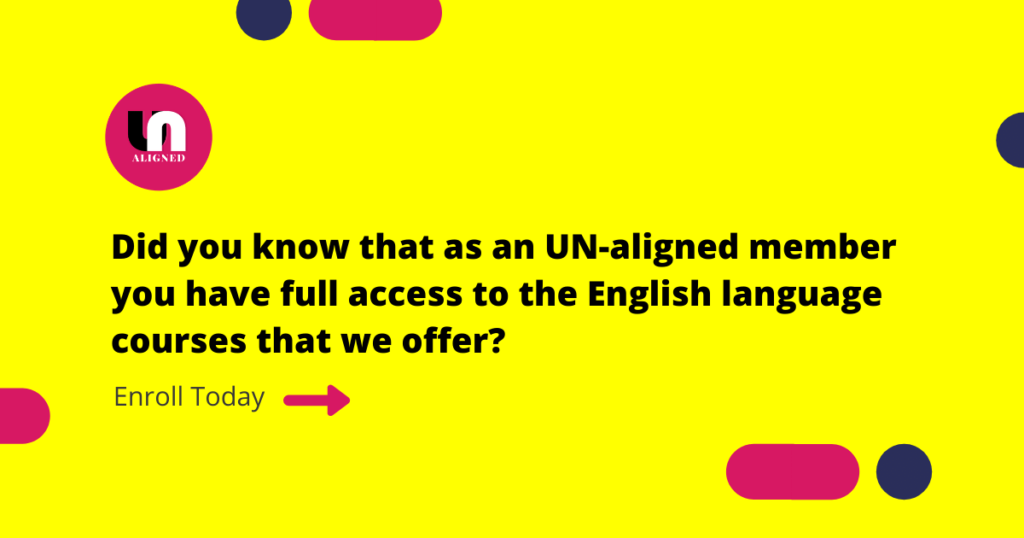 UN
ALIGNED
Did you know that as an UN-aligned member
you have full access to the English language
courses that we offer?
Enroll Today